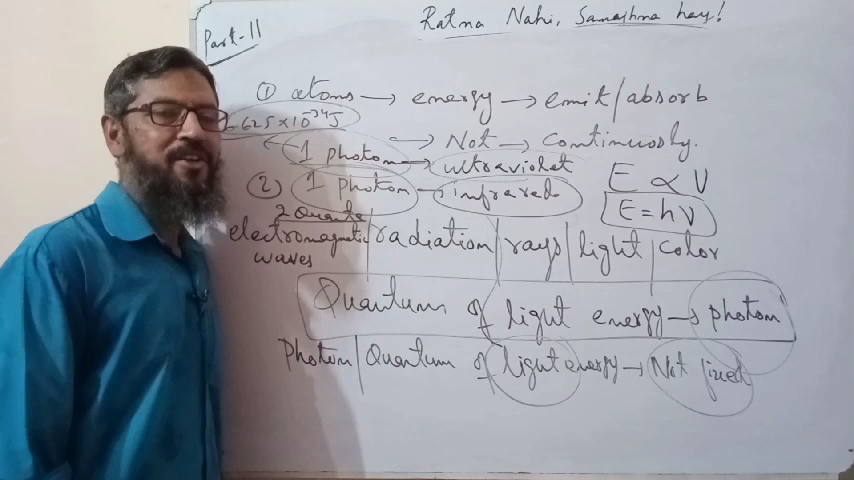 Ratna Nahi, Samajhna hay!
Part-11
① atoms → energy → emit/absorb
6.625 x 10⁻³⁴J
→ Not → continuously.
1 photon → ultraviolet
② 1 photon → infrared
E ∝ ν
E = hν
2 Quanta
electromagnetic waves | radiation | rays | light | color
Quantum of light energy → photon
Photon | Quantum of light energy → Not fixed